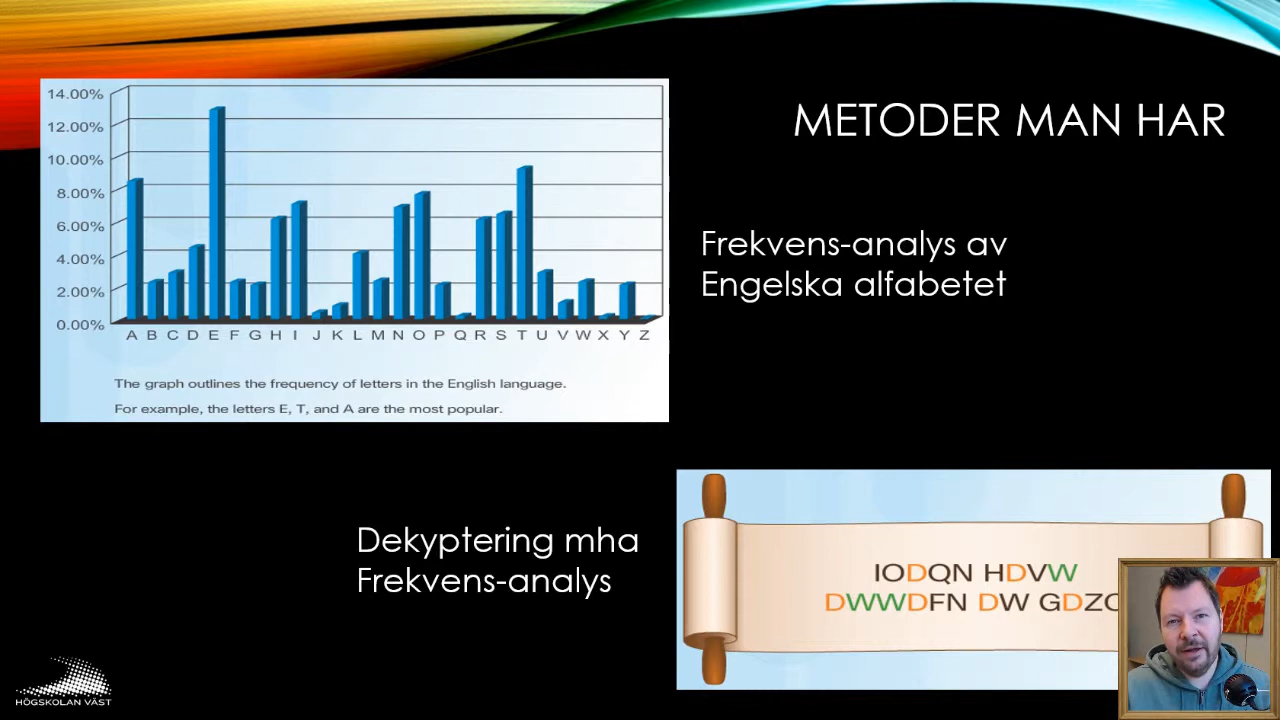 METODER MAN HAR
14.00%
12.00%
10.00%
8.00%
6.00%
4.00%
2.00%
0.00%
A B C D E F G H I J K L M N O P Q R S T U V W X Y Z
The graph outlines the frequency of letters in the English language.
For example, the letters E, T, and A are the most popular.
Frekvens-analys av
Engelska alfabetet
Dekyptering mha
Frekvens-analys
IODQN HDVW
DWWDFN DW
HÖGSKOLAN VÄST